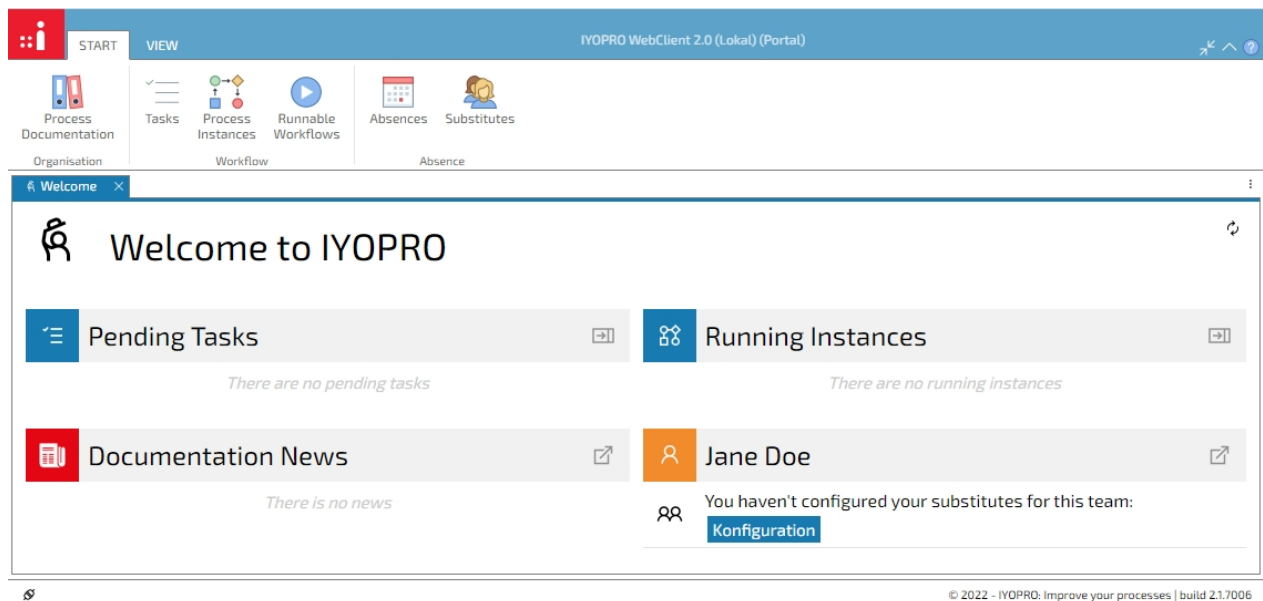 START VIEW IYOPRO WebClient 2.0 (Lokal) (Portal)
Process Documentation
Tasks
Process Instances
Runnable Workflows
Absences
Substitutes
Organisation Workflow Absence
Welcome
Welcome to IYOPRO
Pending Tasks
There are no pending tasks
Running Instances
There are no running instances
Documentation News
There is no news
Jane Doe
You haven't configured your substitutes for this team:
Konfiguration
© 2022 - IYOPRO: Improve your processes | build 2.1.7006